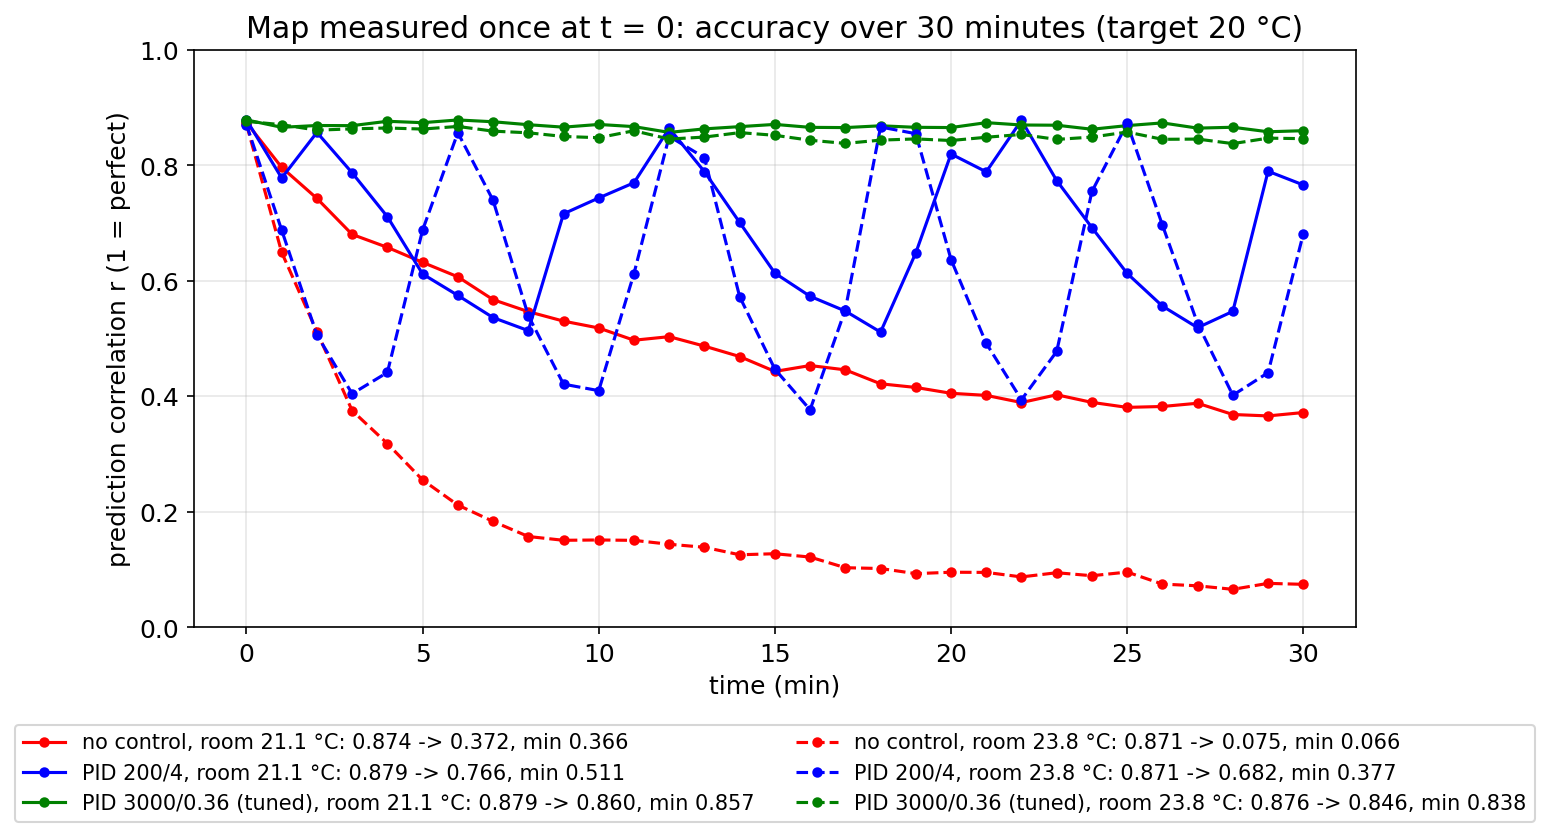 Map measured once at t = 0: accuracy over 30 minutes (target 20 °C)
prediction correlation r (1 = perfect)
1.0
0.8
0.6
0.4
0.2
0.0
0 5 10 15 20 25 30
time (min)
no control, room 21.1 °C: 0.874 -> 0.372, min 0.366
PID 200/4, room 21.1 °C: 0.879 -> 0.766, min 0.511
PID 3000/0.36 (tuned), room 21.1 °C: 0.879 -> 0.860, min 0.857
no control, room 23.8 °C: 0.871 -> 0.075, min 0.066
PID 200/4, room 23.8 °C: 0.871 -> 0.682, min 0.377
PID 3000/0.36 (tuned), room 23.8 °C: 0.876 -> 0.846, min 0.838